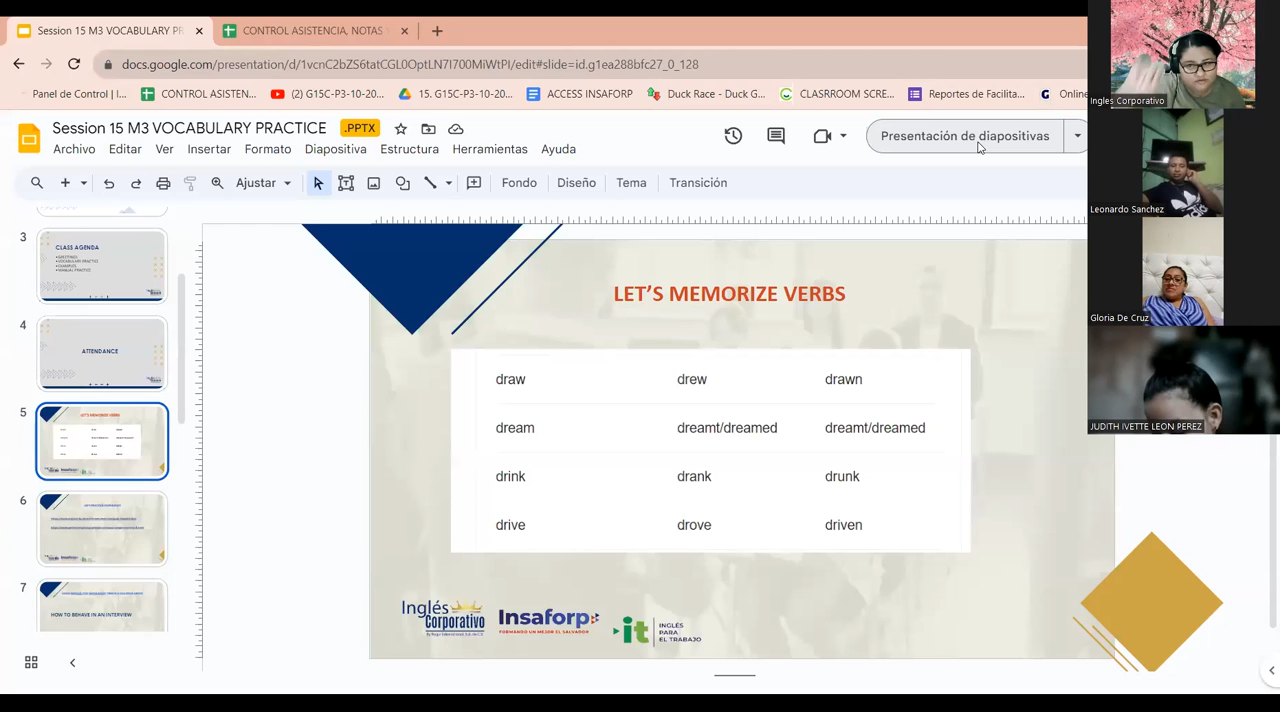 Session 15 M3 VOCABULARY PR
CONTROL ASISTENCIA, NOTAS
docs.google.com/presentation/d/1vcnC2bZS6tatCGL0OptLN7I700MiWtPI/edit#slide=id.g1ea288bfc27_0_128
Panel de Control | I...
CONTROL ASISTEN...
(2) G15C-P3-10-20...
15. G15C-P3-10-20...
ACCESS INSAFORP
Duck Race - Duck G...
CLASRROOM SCRE...
Reportes de Facilita...
Online
Session 15 M3 VOCABULARY PRACTICE
.PPTX
Archivo Editar Ver Insertar Formato Diapositiva Estructura Herramientas Ayuda
Presentación de diapositivas
Ajustar
Fondo Diseño Tema Transición
3
CLASS AGENDA
4
ATTENDANCE
5
LET'S MEMORIZE VERBS
6
7
HOW TO BEHAVE IN AN INTERVIEW
LET'S MEMORIZE VERBS
draw drew drawn
dream dreamt/dreamed dreamt/dreamed
drink drank drunk
drive drove driven
Inglés
Corporativo
Insaforp
FORMANDO UN MEJOR EL SALVADOR
it
INGLÉS
PARA
EL TRABAJO
Ingles Corporativo
Leonardo Sanchez
Gloria De Cruz
JUDITH IVETTE LEON PEREZ